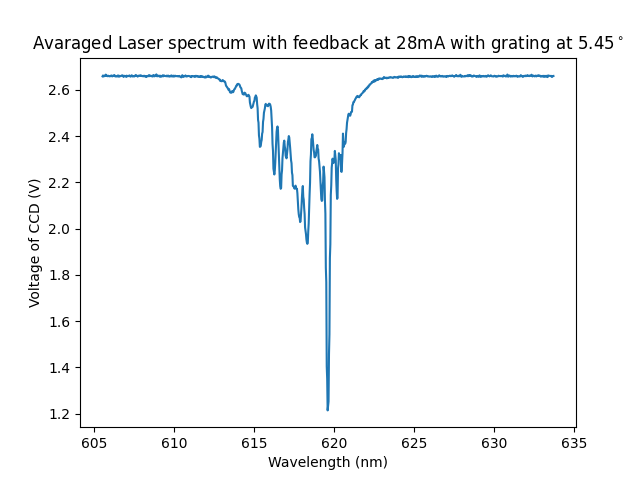 Avaraged Laser spectrum with feedback at 28mA with grating at 5.45°
2.6
2.4
2.2
2.0
1.8
1.6
1.4
1.2
Voltage of CCD (V)
605 610 615 620 625 630 635
Wavelength (nm)